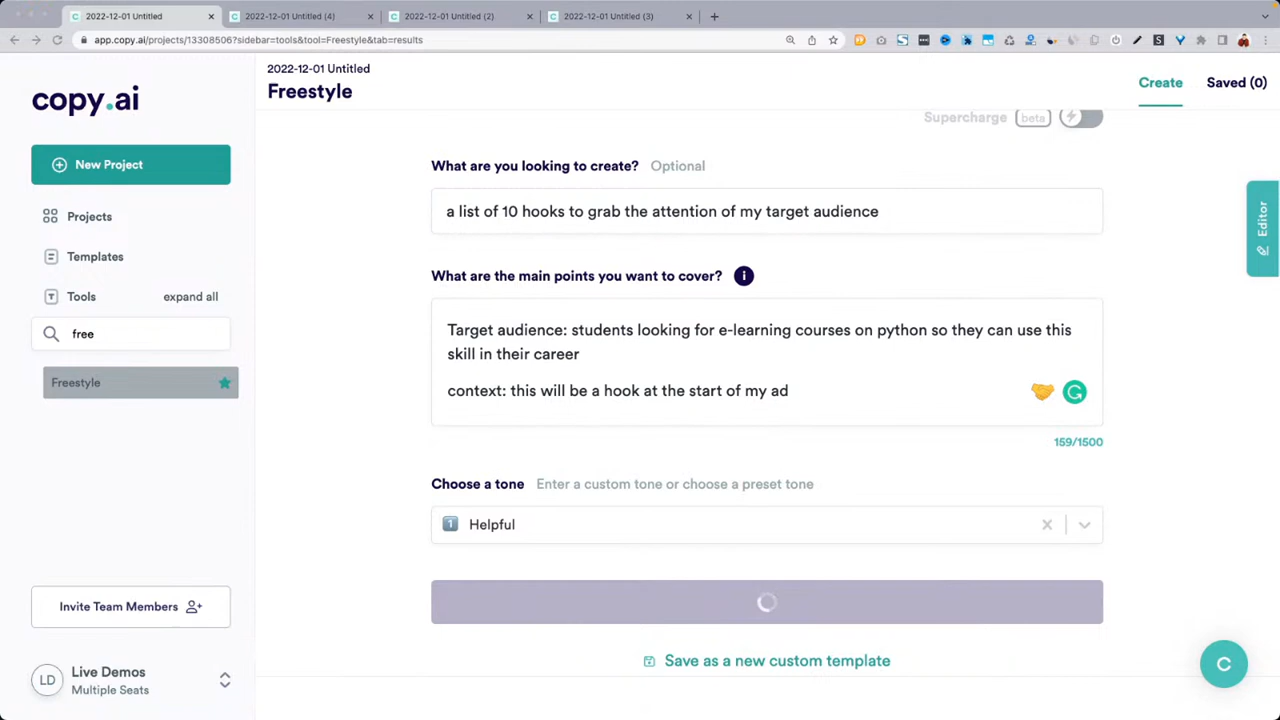 2022-12-01 Untitled
2022-12-01 Untitled (4)
2022-12-01 Untitled (2)
2022-12-01 Untitled (3)
app.copy.ai/projects/13308506?sidebar=tools&tool=Freestyle&tab=results
copy.ai
New Project
Projects
Templates
Tools
expand all
free
Freestyle
Invite Team Members
LD
Live Demos
Multiple Seats
2022-12-01 Untitled
Freestyle
Create
Saved (0)
Supercharge beta
What are you looking to create? Optional
a list of 10 hooks to grab the attention of my target audience
What are the main points you want to cover? i
Target audience: students looking for e-learning courses on python so they can use this
skill in their career
context: this will be a hook at the start of my ad
159/1500
Choose a tone Enter a custom tone or choose a preset tone
1 Helpful
Save as a new custom template
Editor
C